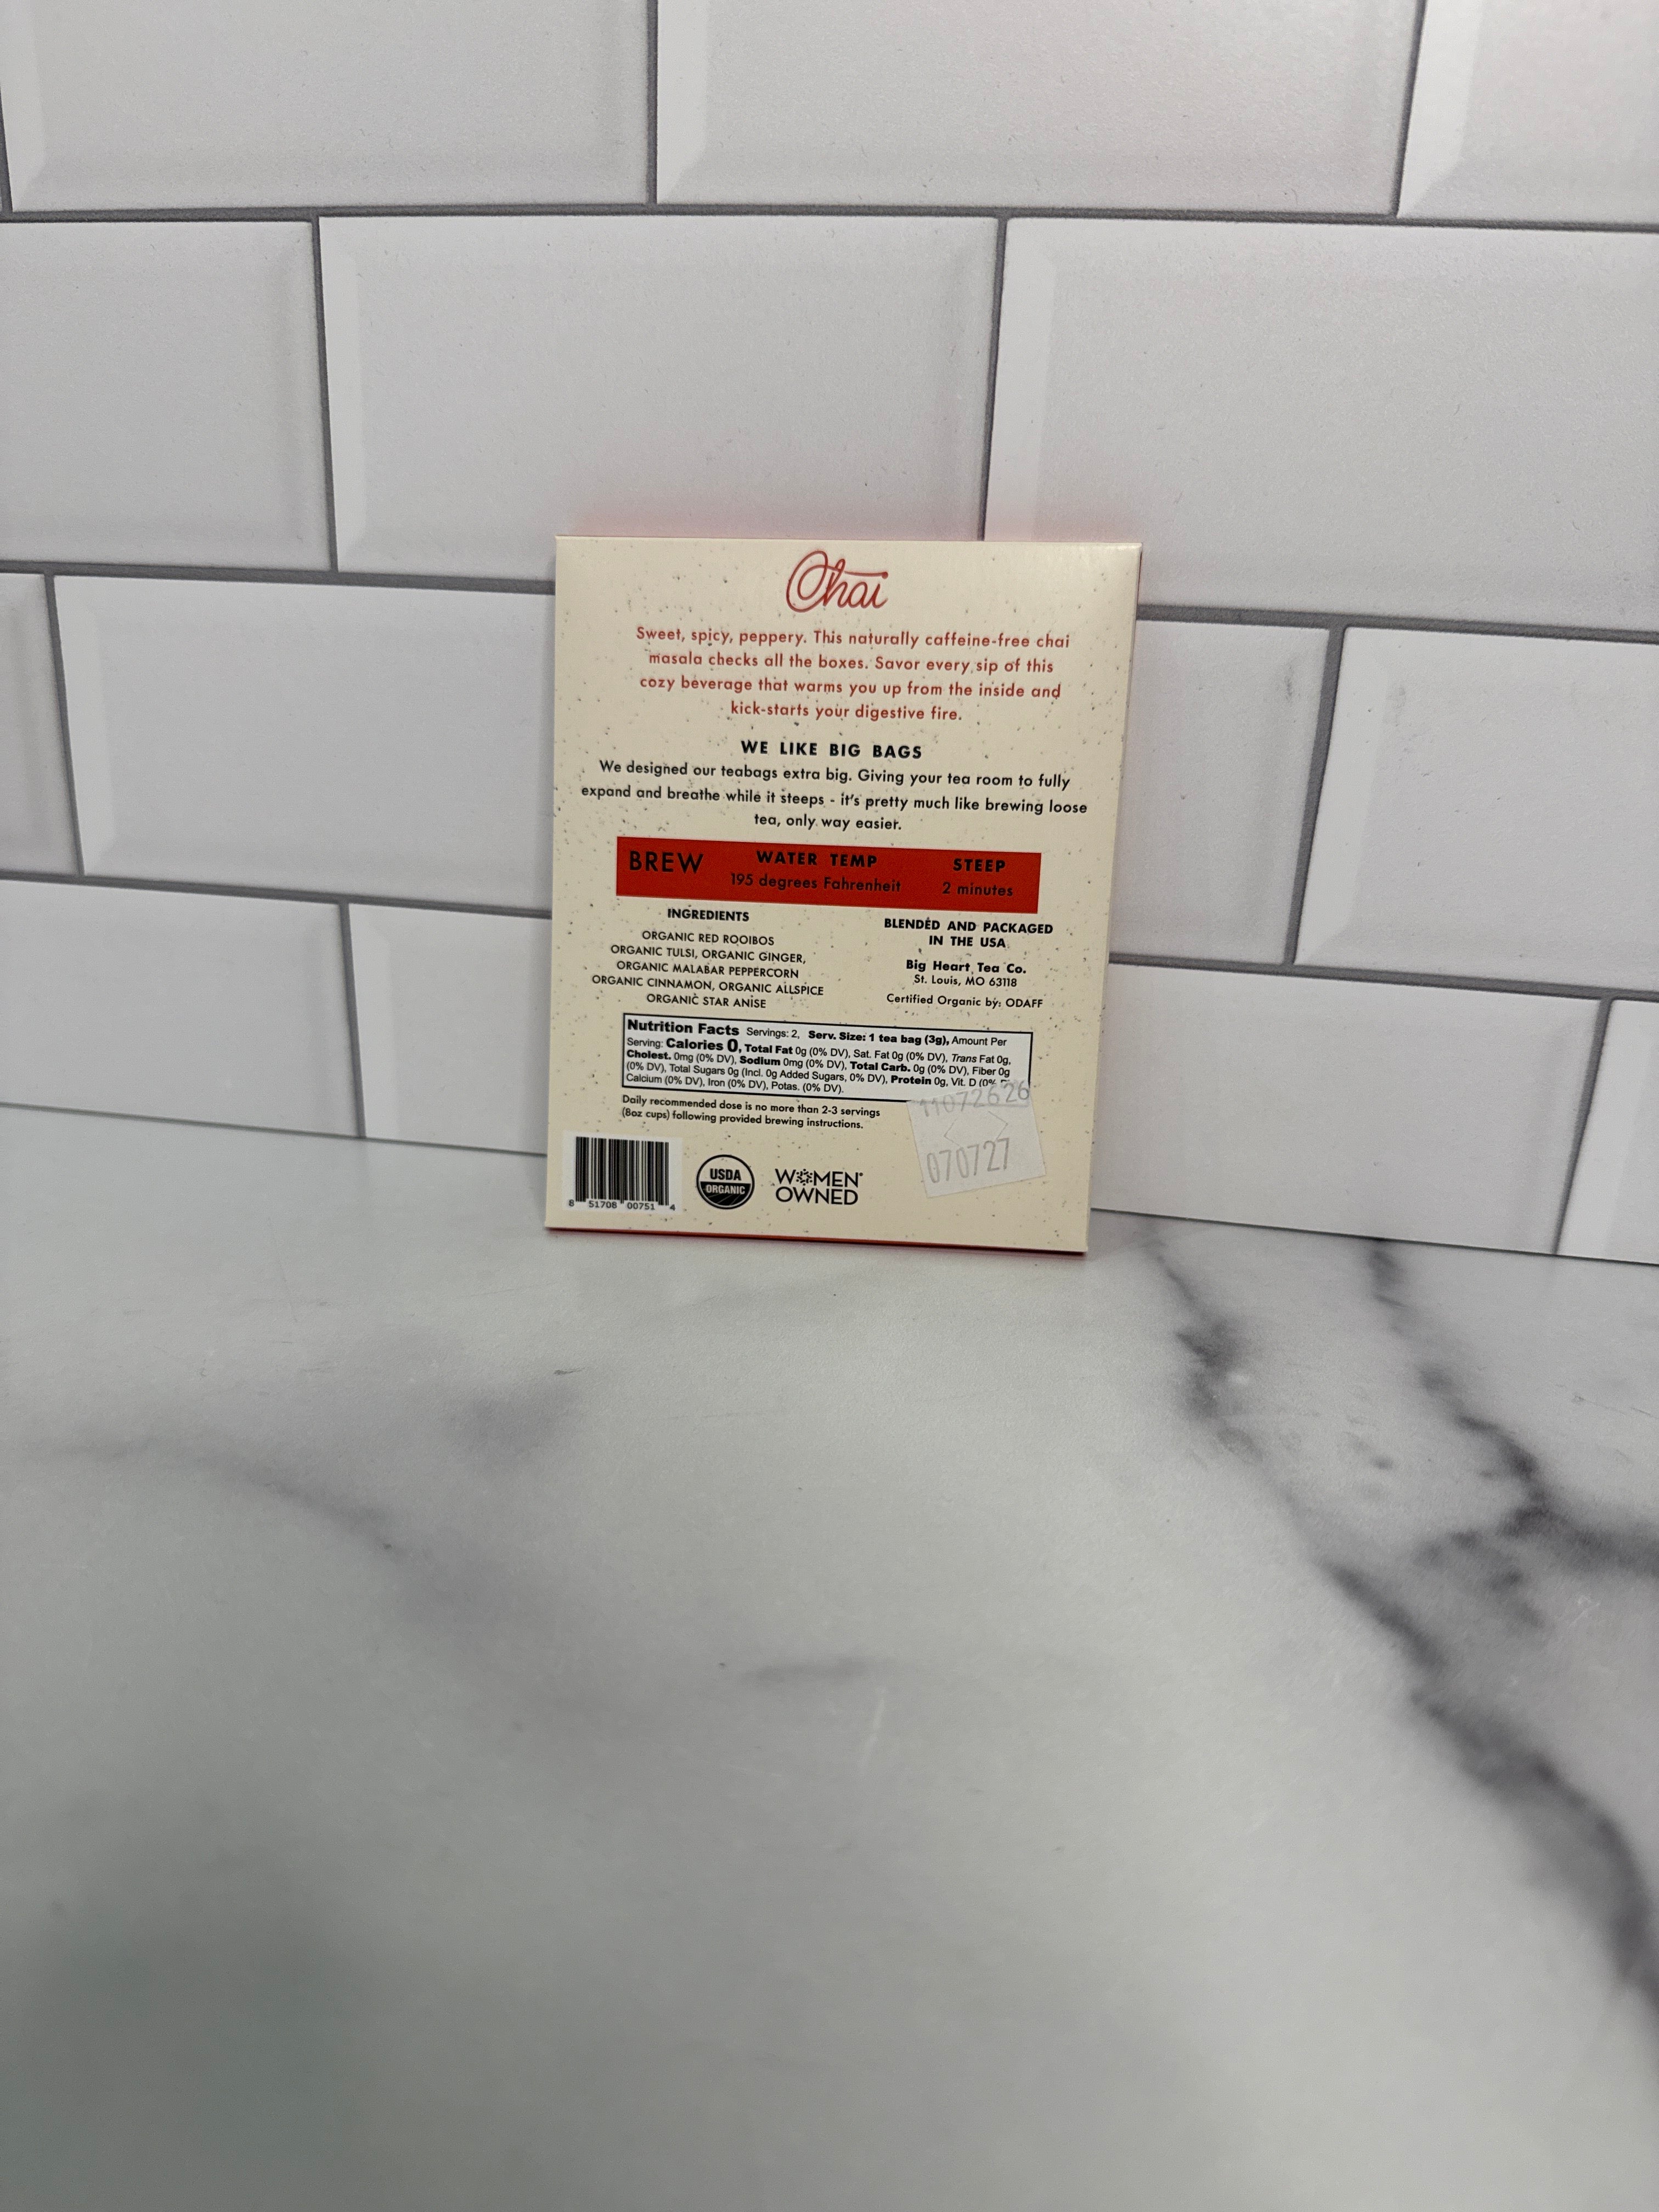 Chai
Sweet, spicy, peppery. This naturally caffeine-free chai
masala checks all the boxes. Savor every sip of this
cozy beverage that warms you up from the inside and
kick-starts your digestive fire.
WE LIKE BIG BAGS
We designed our teabags extra big. Giving your tea room to fully
expand and breathe while it steeps - it's pretty much like brewing loose
tea, only way easier.
BREW
WATER TEMP
195 degrees Fahrenheit
STEEP
2 minutes
INGREDIENTS
ORGANIC RED ROOIBOS
ORGANIC TULSI, ORGANIC GINGER,
ORGANIC MALABAR PEPPERCORN
ORGANIC CINNAMON, ORGANIC ALLSPICE
ORGANIC STAR ANISE
BLENDED AND PACKAGED
IN THE USA
Big Heart Tea Co.
St. Louis, MO 63118
Certified Organic by: ODAFF
Nutrition Facts Servings: 2, Serv. Size: 1 tea bag (3g), Amount Per
Serving: Calories 0, Total Fat 0g (0% DV), Sat. Fat 0g (0% DV), Trans Fat 0g,
Cholest. 0mg (0% DV), Sodium 0mg (0% DV), Total Carb. 0g (0% DV), Fiber 0g
(0% DV), Total Sugars 0g (Incl. 0g Added Sugars, 0% DV), Protein 0g, Vit. D (0%
Calcium (0% DV), Iron (0% DV), Potas. (0% DV).
Daily recommended dose is no more than 2-3 servings
(8oz cups) following provided brewing instructions.
11072626
070727
8 51708 00751 4
USDA
ORGANIC
WOMEN
OWNED